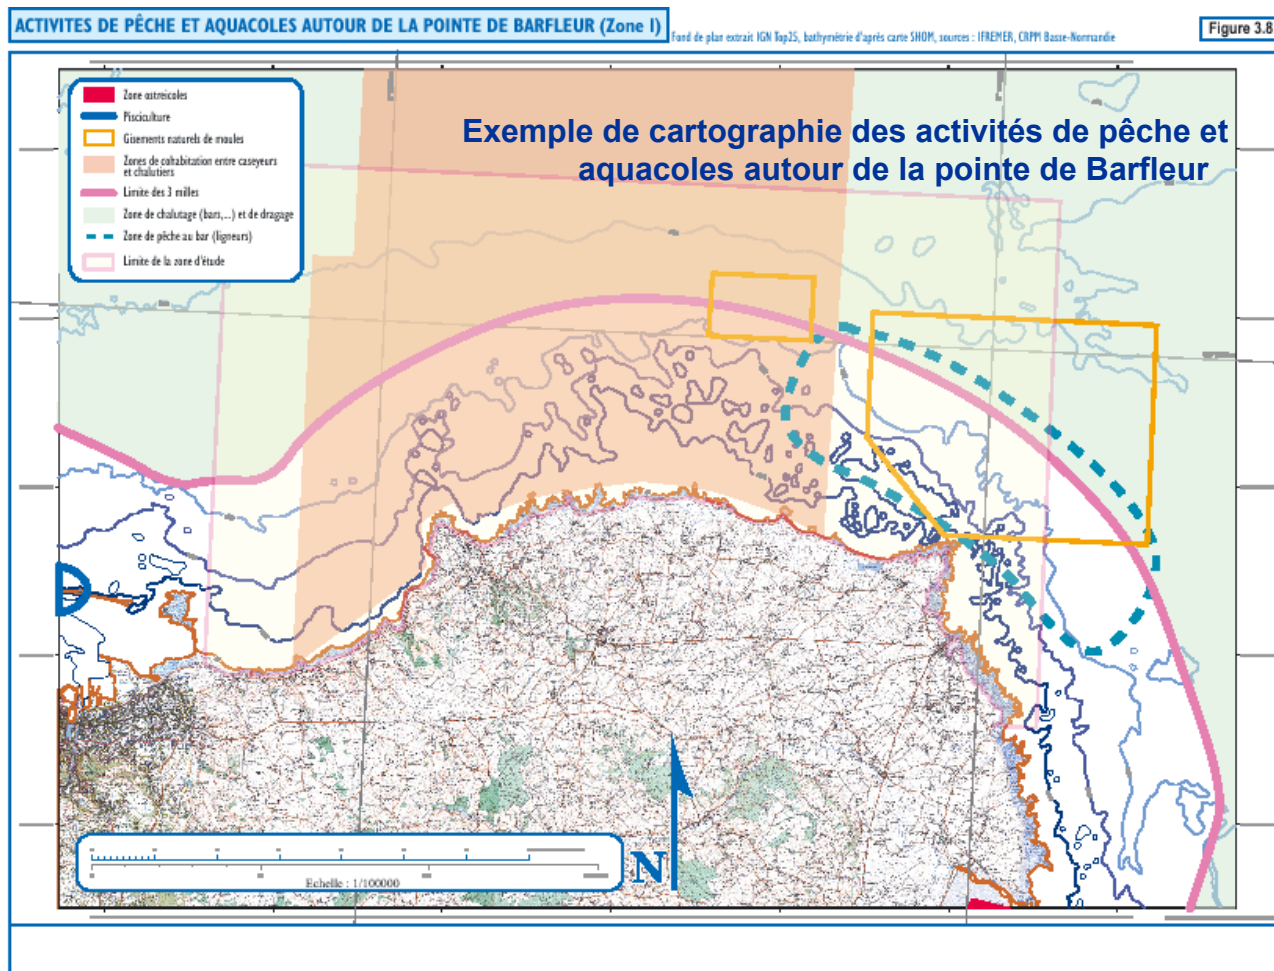 ACTIVITES DE PÊCHE ET AQUACOLES AUTOUR DE LA POINTE DE BARFLEUR (Zone I)
Fond de plan extrait IGN Top25, bathymétrie d'après carte SHOM, sources : IFREMER, CRPM Basse-Normandie
Figure 3.8
Exemple de cartographie des activités de pêche et
aquacoles autour de la pointe de Barfleur
Zone ostreicoles
Pisciculture
Gisements naturels de moules
Zones de cohabitation entre caseyeurs
et chalutiers
Limite des 3 milles
Zone de chalutage (bars,...) et de dragage
Zone de pêche au bar (ligneurs)
Limite de la zone d'étude
Echelle : 1/100000
N